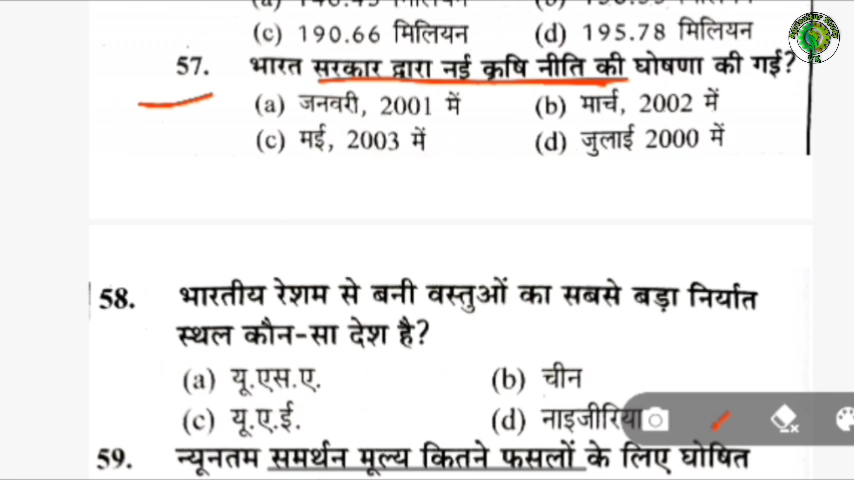 (c) 190.66 मिलियन (d) 195.78 मिलियन
57. भारत सरकार द्वारा नई कृषि नीति की घोषणा की गई?
(a) जनवरी, 2001 में (b) मार्च, 2002 में
(c) मई, 2003 में (d) जुलाई 2000 में
58. भारतीय रेशम से बनी वस्तुओं का सबसे बड़ा निर्यात
स्थल कौन-सा देश है?
(a) यू.एस.ए. (b) चीन
(c) यू.ए.ई. (d) नाइजीरिया
59. न्यूनतम समर्थन मूल्य कितने फसलों के लिए घोषित